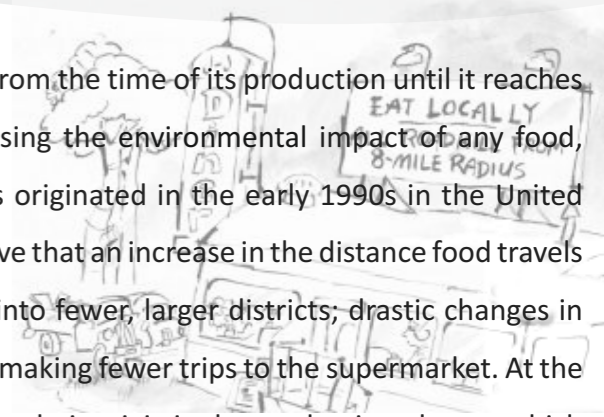 rom the time of its production until it reaches
EAT LOCALLY
sing the environmental impact of any food,
FROM
8-MILE RADIUS
s originated in the early 1990s in the United
ve that an increase in the distance food travels
into fewer, larger districts; drastic changes in
making fewer trips to the supermarket. At the